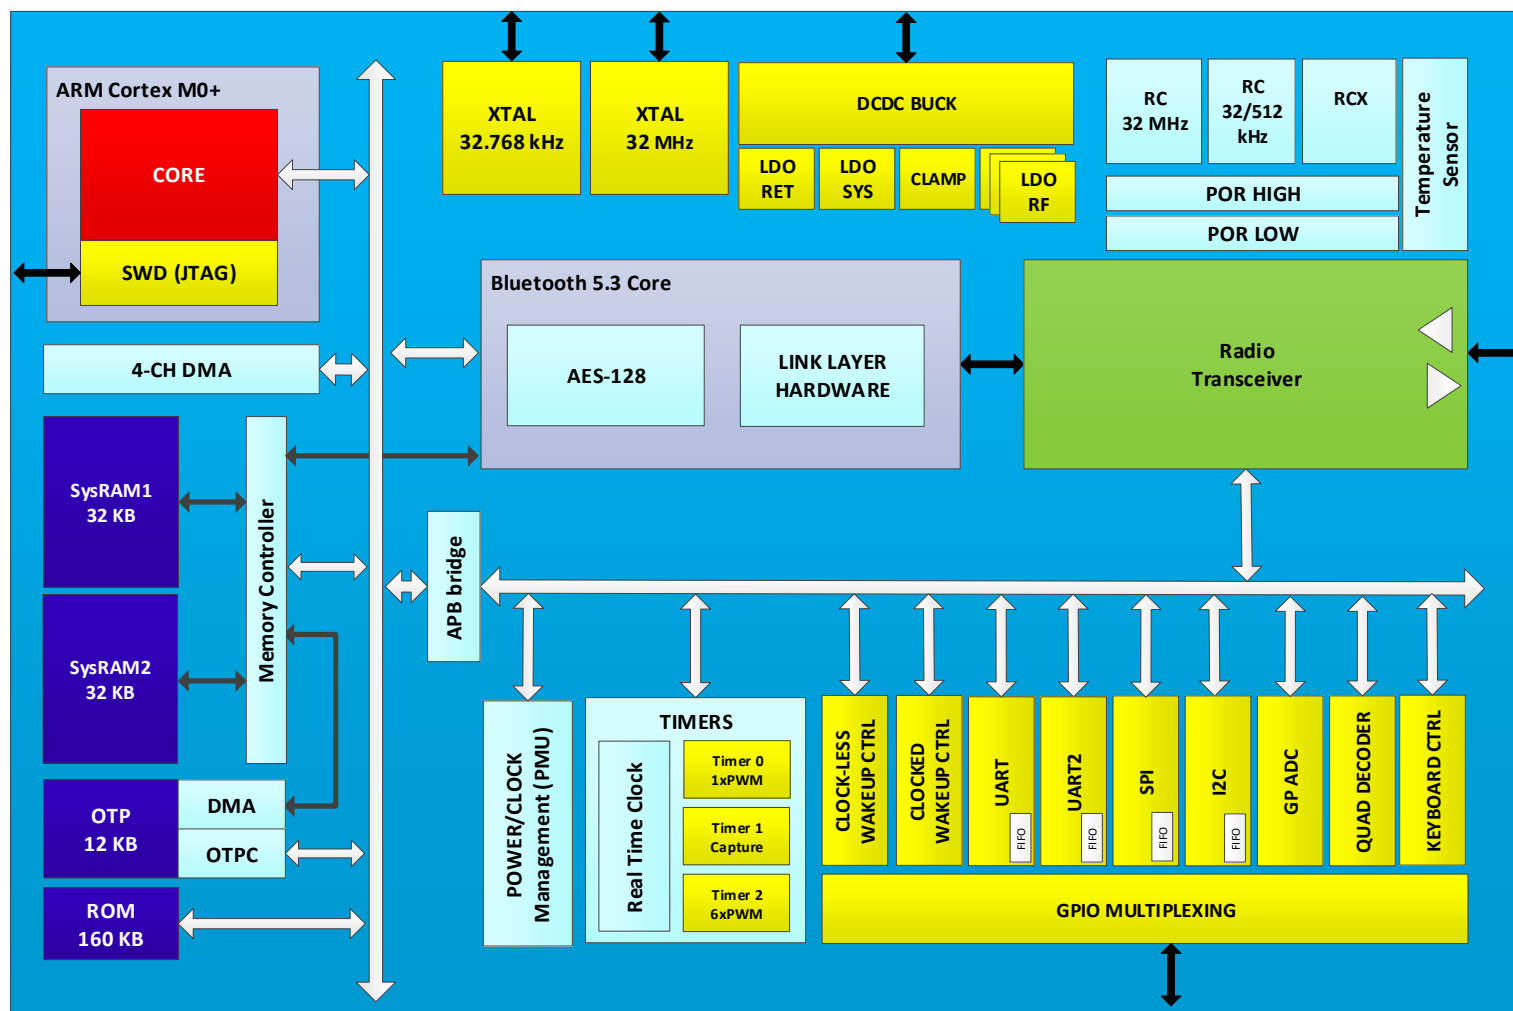 ARM Cortex M0+
CORE
SWD (JTAG)
4-CH DMA
SysRAM1
32 KB
SysRAM2
32 KB
Memory Controller
OTP
12 KB
DMA
OTPC
ROM
160 KB
XTAL
32.768 kHz
XTAL
32 MHz
DCDC BUCK
LDO
RET
LDO
SYS
CLAMP
LDO
RF
RC
32 MHz
RC
32/512
kHz
RCX
POR HIGH
POR LOW
Temperature
Sensor
Bluetooth 5.3 Core
AES-128
LINK LAYER
HARDWARE
Radio
Transceiver
APB bridge
POWER/CLOCK
Management (PMU)
TIMERS
Real Time Clock
Timer 0
1xPWM
Timer 1
Capture
Timer 2
6xPWM
CLOCK-LESS
WAKEUP CTRL
CLOCKED
WAKEUP CTRL
UART
FIFO
UART2
FIFO
SPI
FIFO
I2C
FIFO
GP ADC
QUAD DECODER
KEYBOARD CTRL
GPIO MULTIPLEXING